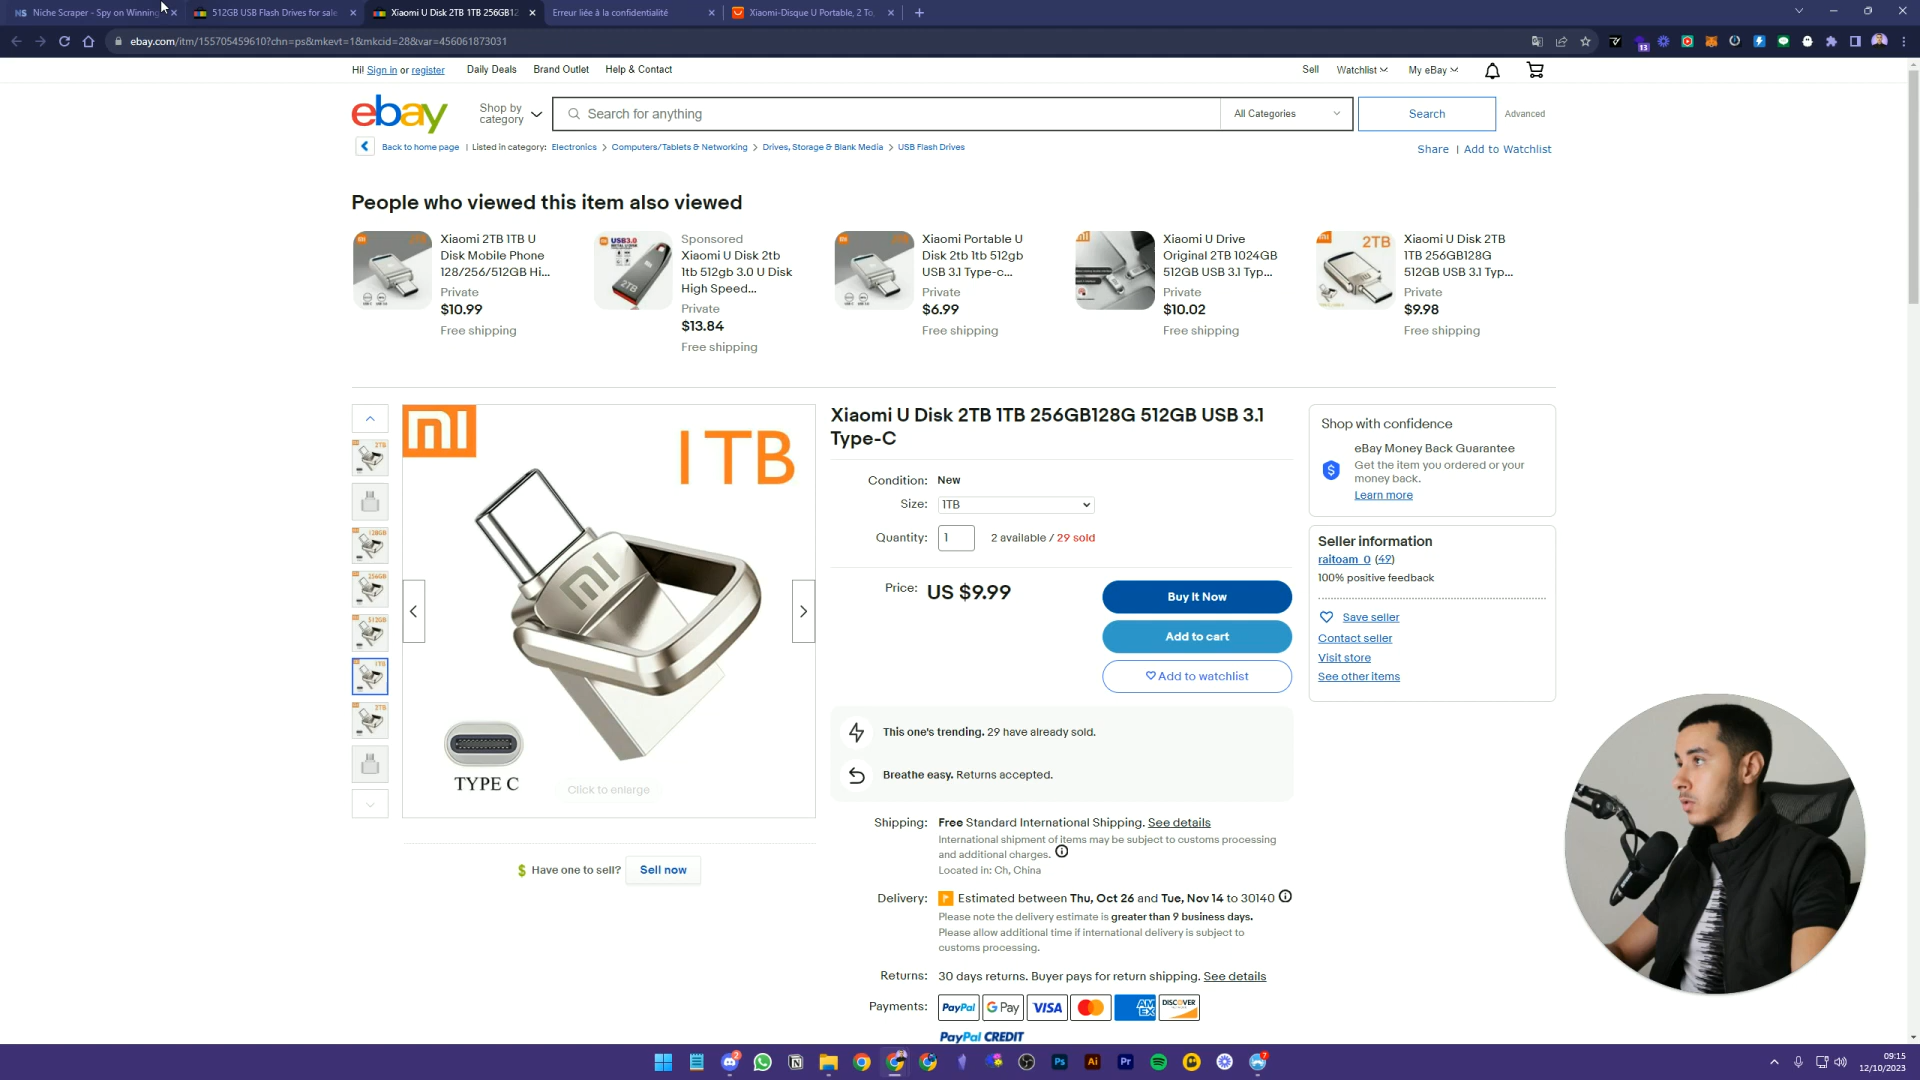 NS Niche Scraper - Spy on Winning
512GB USB Flash Drives for sale
Xiaomi U Disk 2TB 1TB 256GB12
Erreur liée à la confidentialité
Xiaomi-Disque U Portable, 2 To,
ebay.com/itm/155705459610?chn=ps&mkevt=1&mkcid=28&var=456061873031
Hi! Sign in or register
Daily Deals
Brand Outlet
Help & Contact
Sell
Watchlist
My eBay
ebay
Shop by category
Search for anything
All Categories
Search
Advanced
Back to home page | Listed in category: Electronics > Computers/Tablets & Networking > Drives, Storage & Blank Media > USB Flash Drives
Share | Add to Watchlist
People who viewed this item also viewed
Xiaomi 2TB 1TB U
Disk Mobile Phone
128/256/512GB Hi...
Private
$10.99
Free shipping
USB3.0
2TB
Sponsored
Xiaomi U Disk 2tb
1tb 512gb 3.0 U Disk
High Speed...
Private
$13.84
Free shipping
Xiaomi Portable U
Disk 2tb 1tb 512gb
USB 3.1 Type-c...
Private
$6.99
Free shipping
Xiaomi U Drive
Original 2TB 1024GB
512GB USB 3.1 Typ...
Private
$10.02
Free shipping
2TB
Xiaomi U Disk 2TB
1TB 256GB128G
512GB USB 3.1 Typ...
Private
$9.98
Free shipping
mi
1TB
mi
TYPE C
Click to enlarge
Have one to sell? Sell now
Xiaomi U Disk 2TB 1TB 256GB128G 512GB USB 3.1
Type-C
Condition: New
Size: 1TB
Quantity: 1 2 available / 29 sold
Price: US $9.99
Buy It Now
Add to cart
Add to watchlist
This one's trending. 29 have already sold.
Breathe easy. Returns accepted.
Shipping: Free Standard International Shipping. See details
International shipment of items may be subject to customs processing
and additional charges.
Located in: Ch, China
Delivery: Estimated between Thu, Oct 26 and Tue, Nov 14 to 30140
Please note the delivery estimate is greater than 9 business days.
Please allow additional time if international delivery is subject to
customs processing.
Returns: 30 days returns. Buyer pays for return shipping. See details
Payments: PayPal G Pay VISA AM EX DISCOVER
PayPal CREDIT
Shop with confidence
eBay Money Back Guarantee
Get the item you ordered or your
money back.
Learn more
Seller information
raitoam_0 (49)
100% positive feedback
Save seller
Contact seller
Visit store
See other items
09:15
12/10/2023